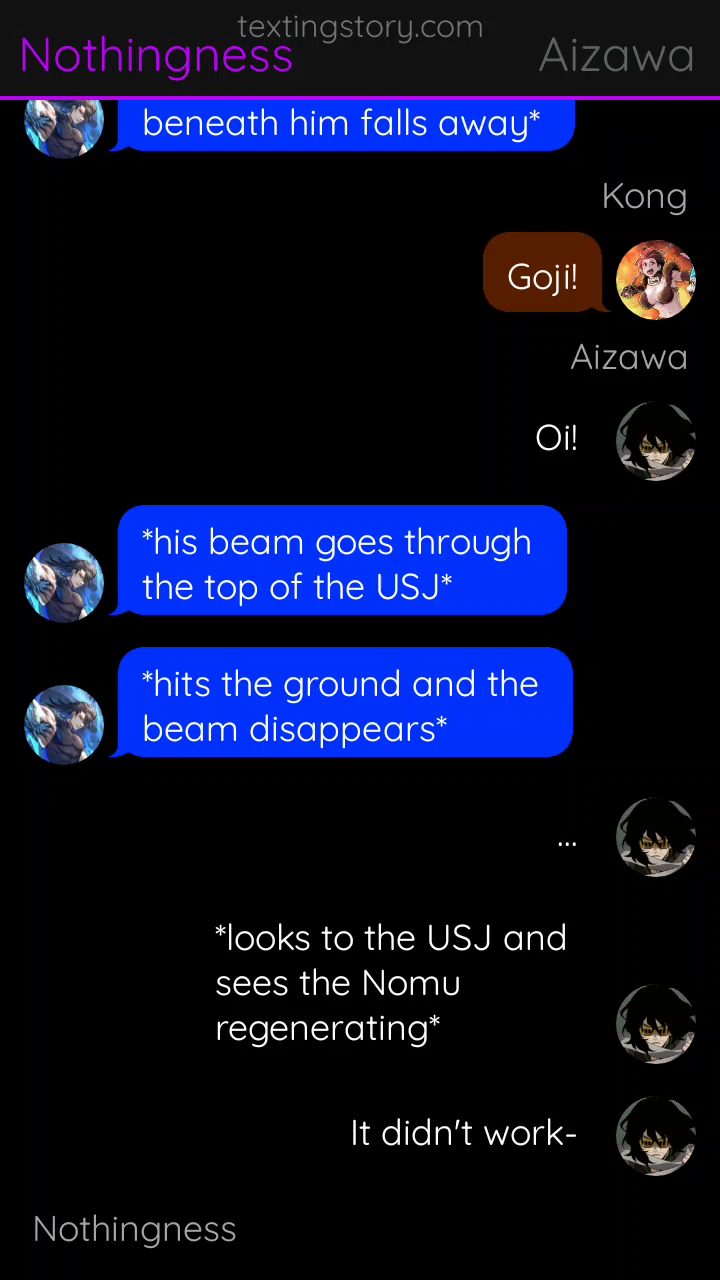 textingstory.com
Nothingness
Aizawa
beneath him falls away*
Kong
Goji!
Aizawa
Oi!
*his beam goes through
the top of the USJ*
*hits the ground and the
beam disappears*
...
*looks to the USJ and
sees the Nomu
regenerating*
It didn't work-
Nothingness